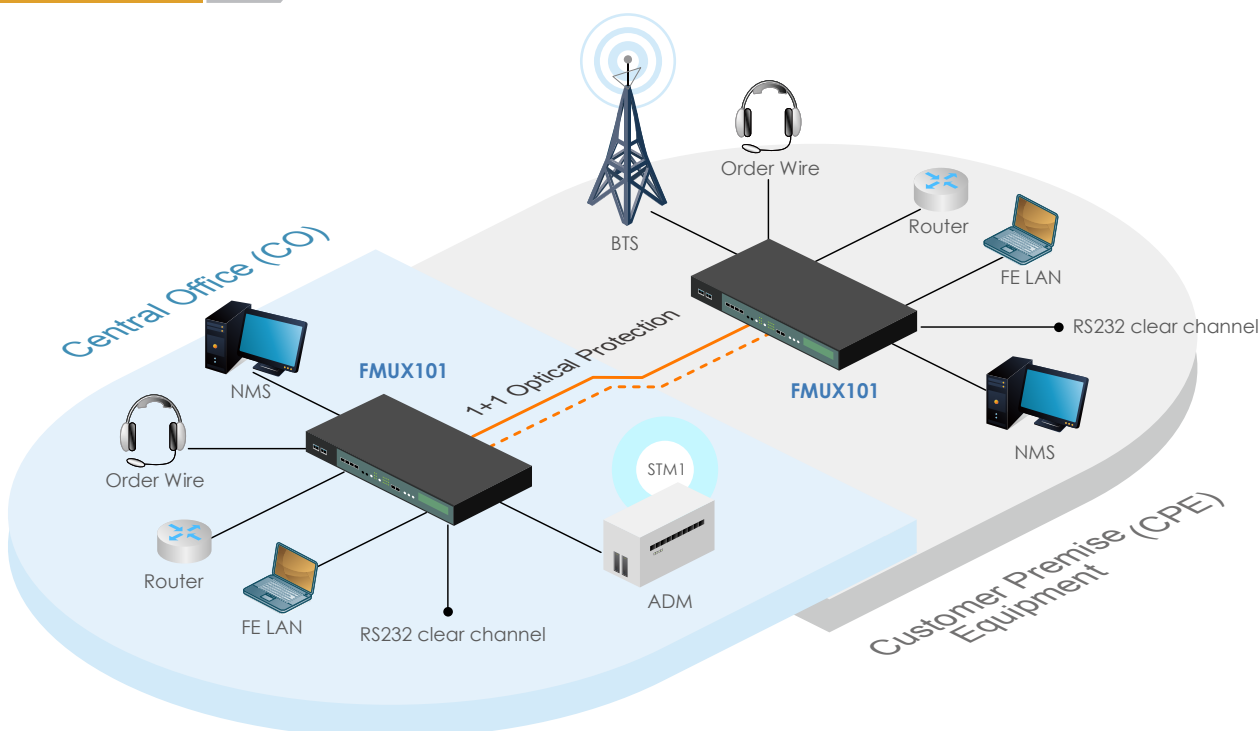 Order Wire
Router
BTS
FE LAN
RS232 clear channel
FMUX101
NMS
Customer Premise (CPE)
Equipment
1+1 Optical Protection
Central Office (CO)
NMS
FMUX101
Order Wire
Router
FE LAN
RS232 clear channel
STM1
ADM